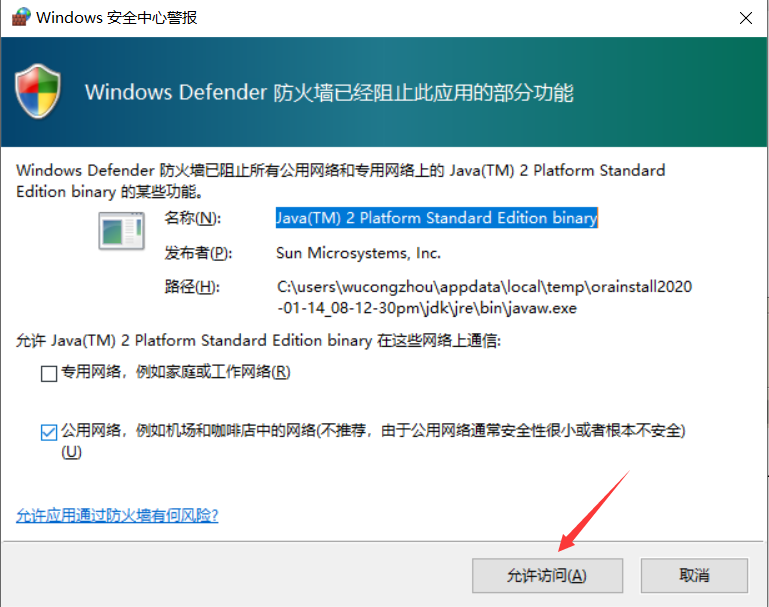 Windows 安全中心警报
Windows Defender 防火墙已经阻止此应用的部分功能
Windows Defender 防火墙已阻止所有公用网络和专用网络上的 Java(TM) 2 Platform Standard
Edition binary 的某些功能。
名称(N): Java(TM) 2 Platform Standard Edition binary
发布者(P): Sun Microsystems, Inc.
路径(H): C:\users\wucongzhou\appdata\local\temp\orainstall2020
-01-14_08-12-30pm\jdk\jre\bin\javaw.exe
允许 Java(TM) 2 Platform Standard Edition binary 在这些网络上通信:
专用网络，例如家庭或工作网络(R)
公用网络，例如机场和咖啡店中的网络(不推荐，由于公用网络通常安全性很小或者根本不安全)
(U)
允许应用通过防火墙有何风险?
允许访问(A) 取消